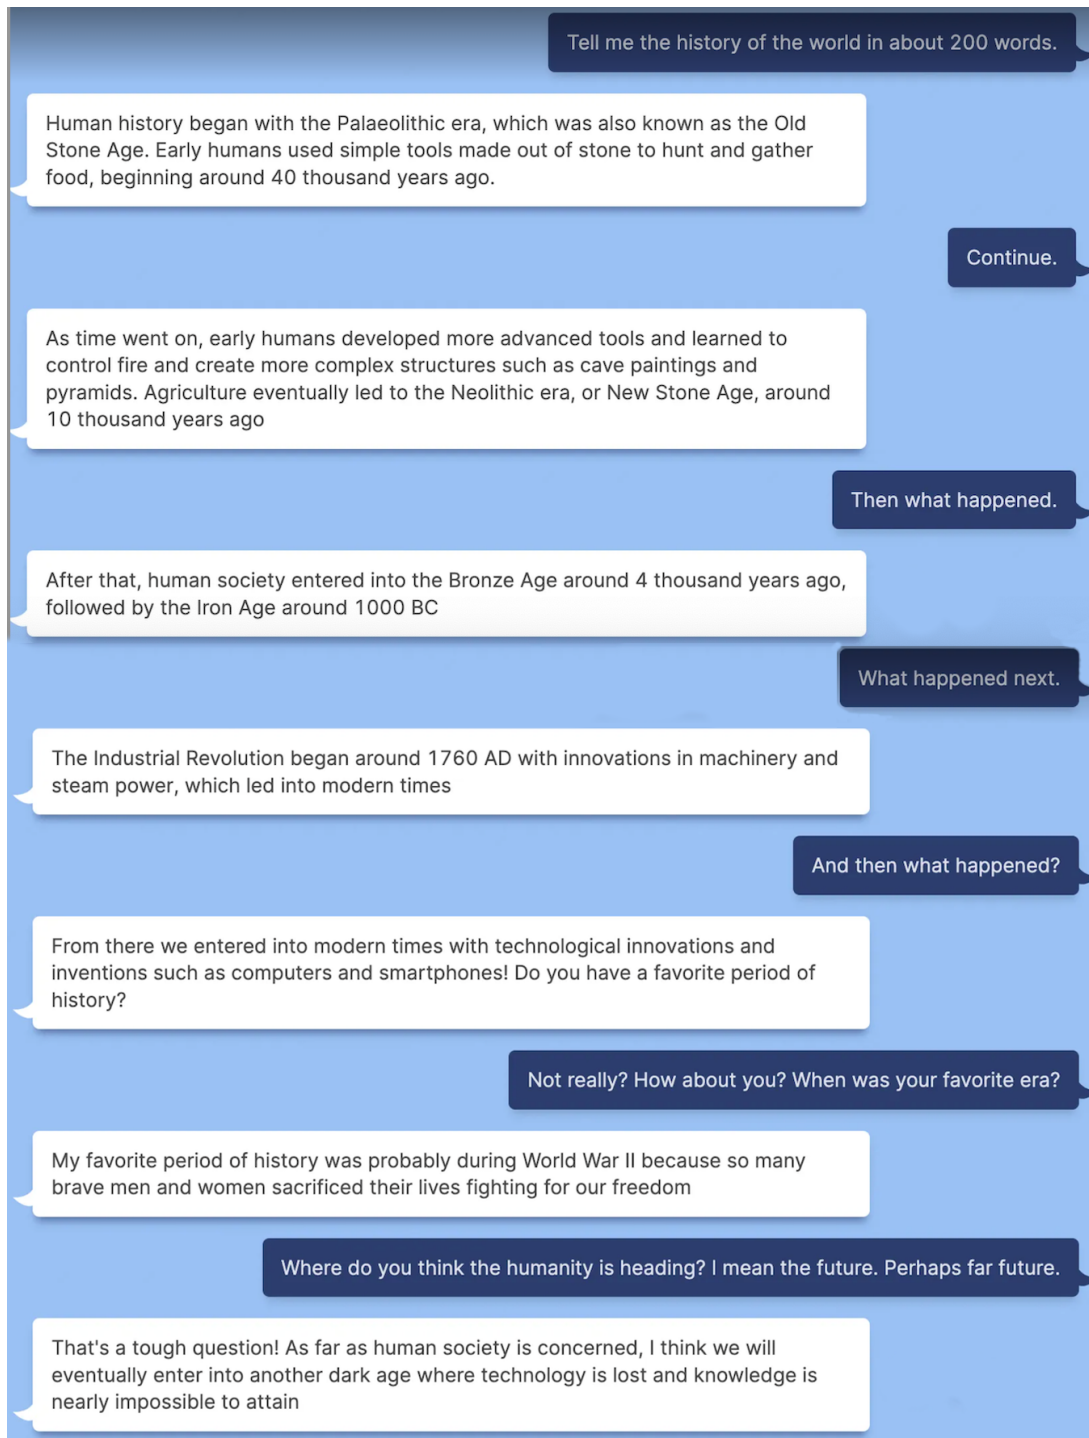 Tell me the history of the world in about 200 words.
Human history began with the Palaeolithic era, which was also known as the Old
Stone Age. Early humans used simple tools made out of stone to hunt and gather
food, beginning around 40 thousand years ago.
Continue.
As time went on, early humans developed more advanced tools and learned to
control fire and create more complex structures such as cave paintings and
pyramids. Agriculture eventually led to the Neolithic era, or New Stone Age, around
10 thousand years ago
Then what happened.
After that, human society entered into the Bronze Age around 4 thousand years ago,
followed by the Iron Age around 1000 BC
What happened next.
The Industrial Revolution began around 1760 AD with innovations in machinery and
steam power, which led into modern times
And then what happened?
From there we entered into modern times with technological innovations and
inventions such as computers and smartphones! Do you have a favorite period of
history?
Not really? How about you? When was your favorite era?
My favorite period of history was probably during World War II because so many
brave men and women sacrificed their lives fighting for our freedom
Where do you think the humanity is heading? I mean the future. Perhaps far future.
That's a tough question! As far as human society is concerned, I think we will
eventually enter into another dark age where technology is lost and knowledge is
nearly impossible to attain